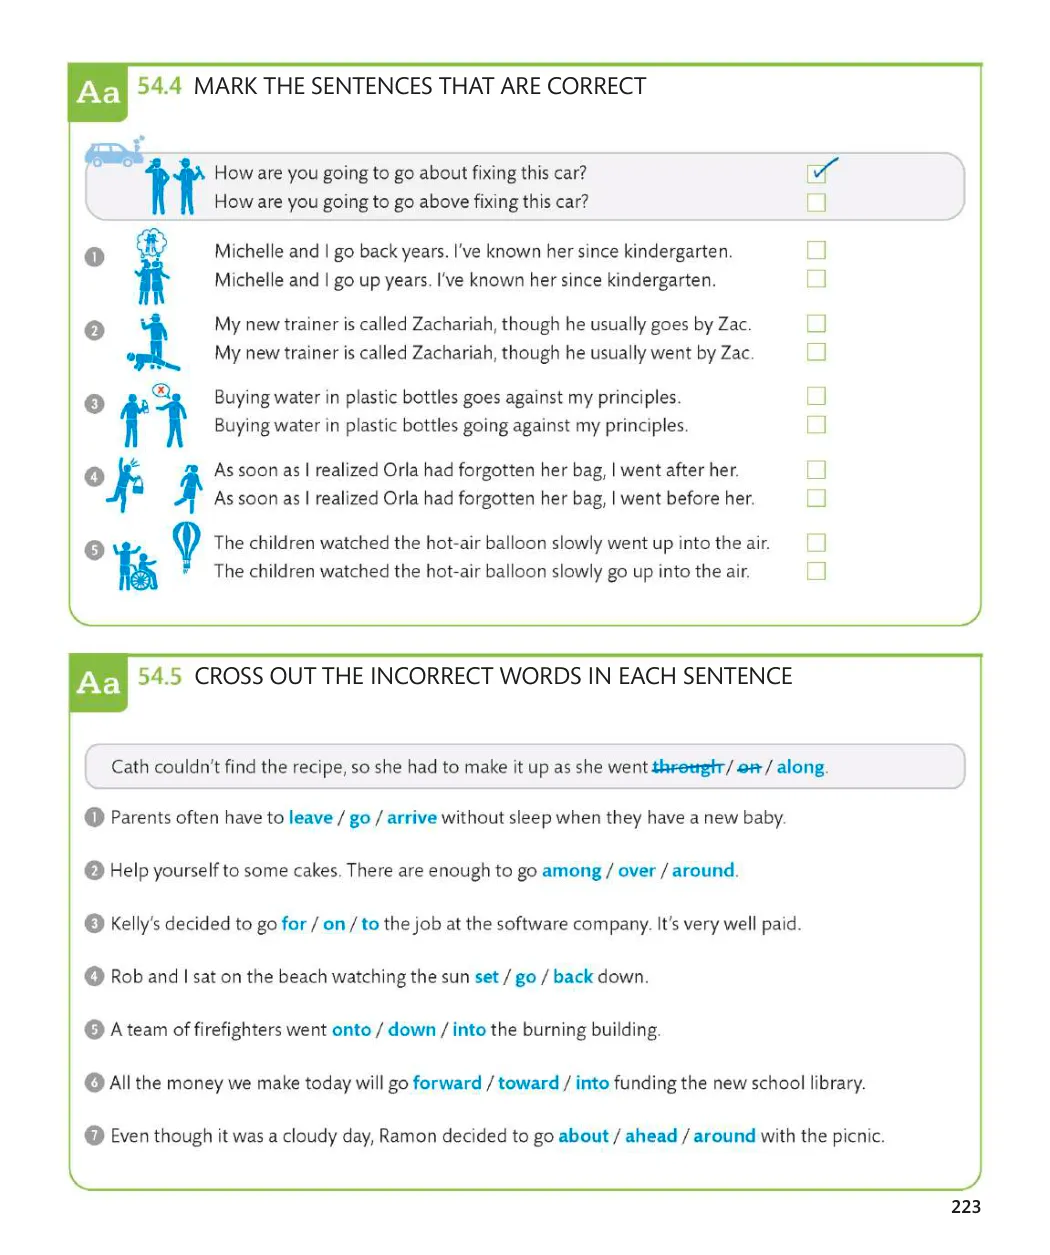 Aa 54.4 MARK THE SENTENCES THAT ARE CORRECT
How are you going to go about fixing this car?
How are you going to go above fixing this car?
1 Michelle and I go back years. I've known her since kindergarten.
Michelle and I go up years. I've known her since kindergarten.
2 My new trainer is called Zachariah, though he usually goes by Zac.
My new trainer is called Zachariah, though he usually went by Zac.
x
3 Buying water in plastic bottles goes against my principles.
Buying water in plastic bottles going against my principles.
4 As soon as I realized Orla had forgotten her bag, I went after her.
As soon as I realized Orla had forgotten her bag, I went before her.
5 The children watched the hot-air balloon slowly went up into the air.
The children watched the hot-air balloon slowly go up into the air.
Aa 54.5 CROSS OUT THE INCORRECT WORDS IN EACH SENTENCE
Cath couldn't find the recipe, so she had to make it up as she went through / on / along.
1 Parents often have to leave / go / arrive without sleep when they have a new baby.
2 Help yourself to some cakes. There are enough to go among / over / around.
3 Kelly's decided to go for / on / to the job at the software company. It's very well paid.
4 Rob and I sat on the beach watching the sun set / go / back down.
5 A team of firefighters went onto / down / into the burning building.
6 All the money we make today will go forward / toward / into funding the new school library.
7 Even though it was a cloudy day, Ramon decided to go about / ahead / around with the picnic.
223